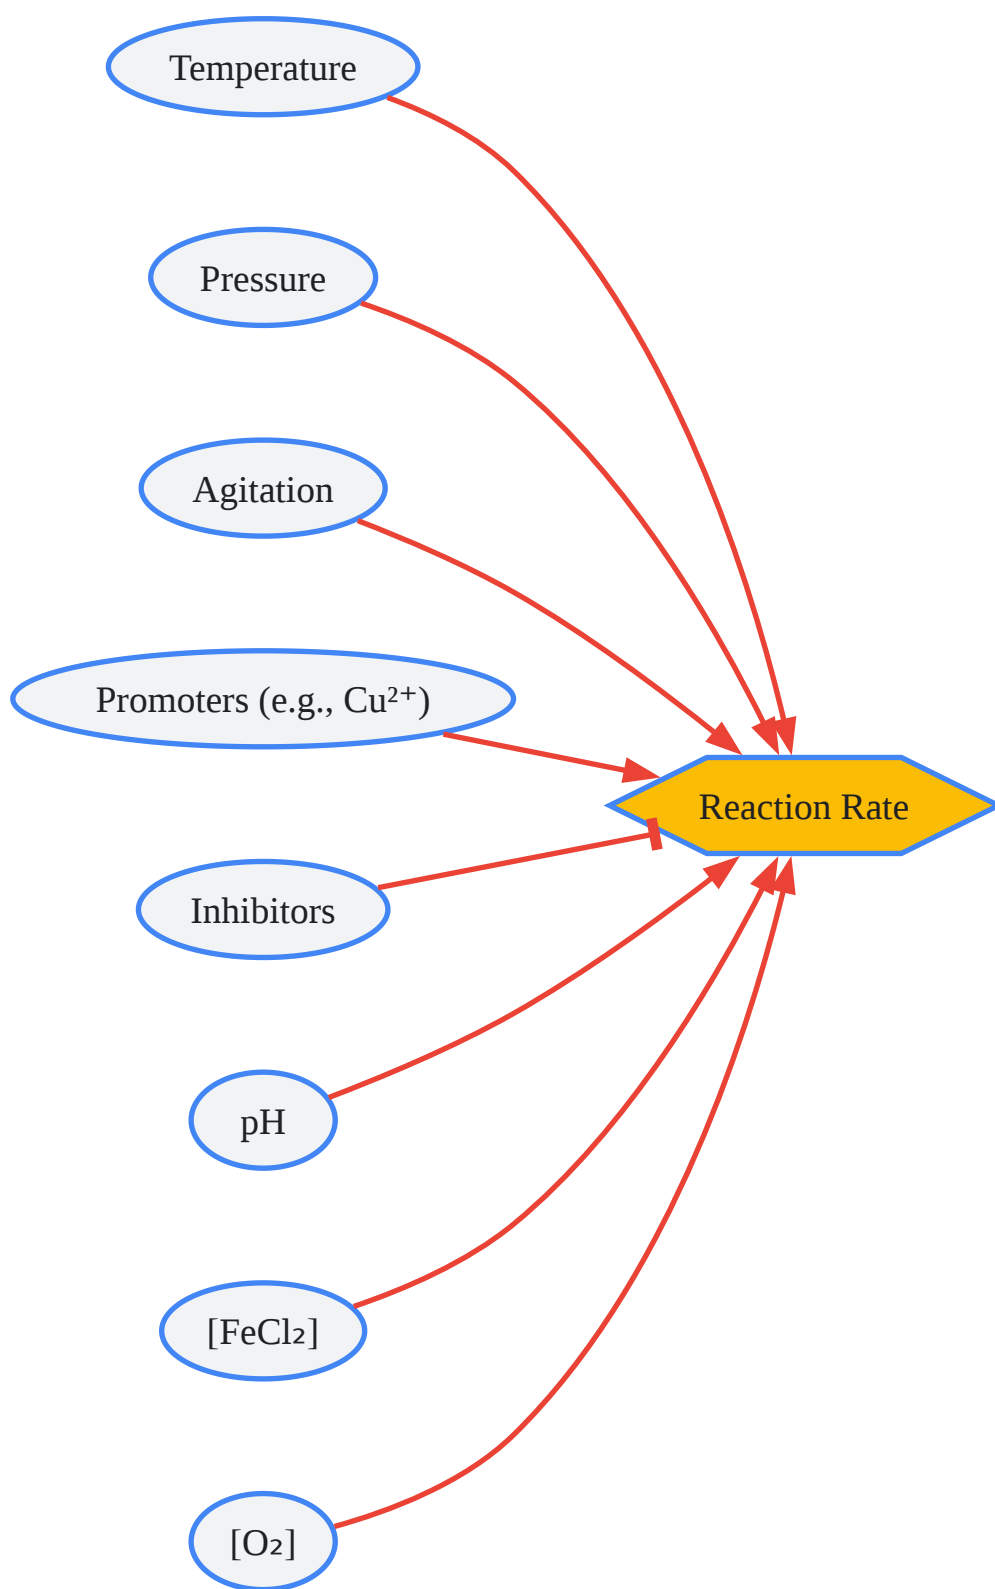 Temperature
Pressure
Agitation
Promoters (e.g., Cu²⁺)
Reaction Rate
Inhibitors
pH
[FeCl₂]
[O₂]